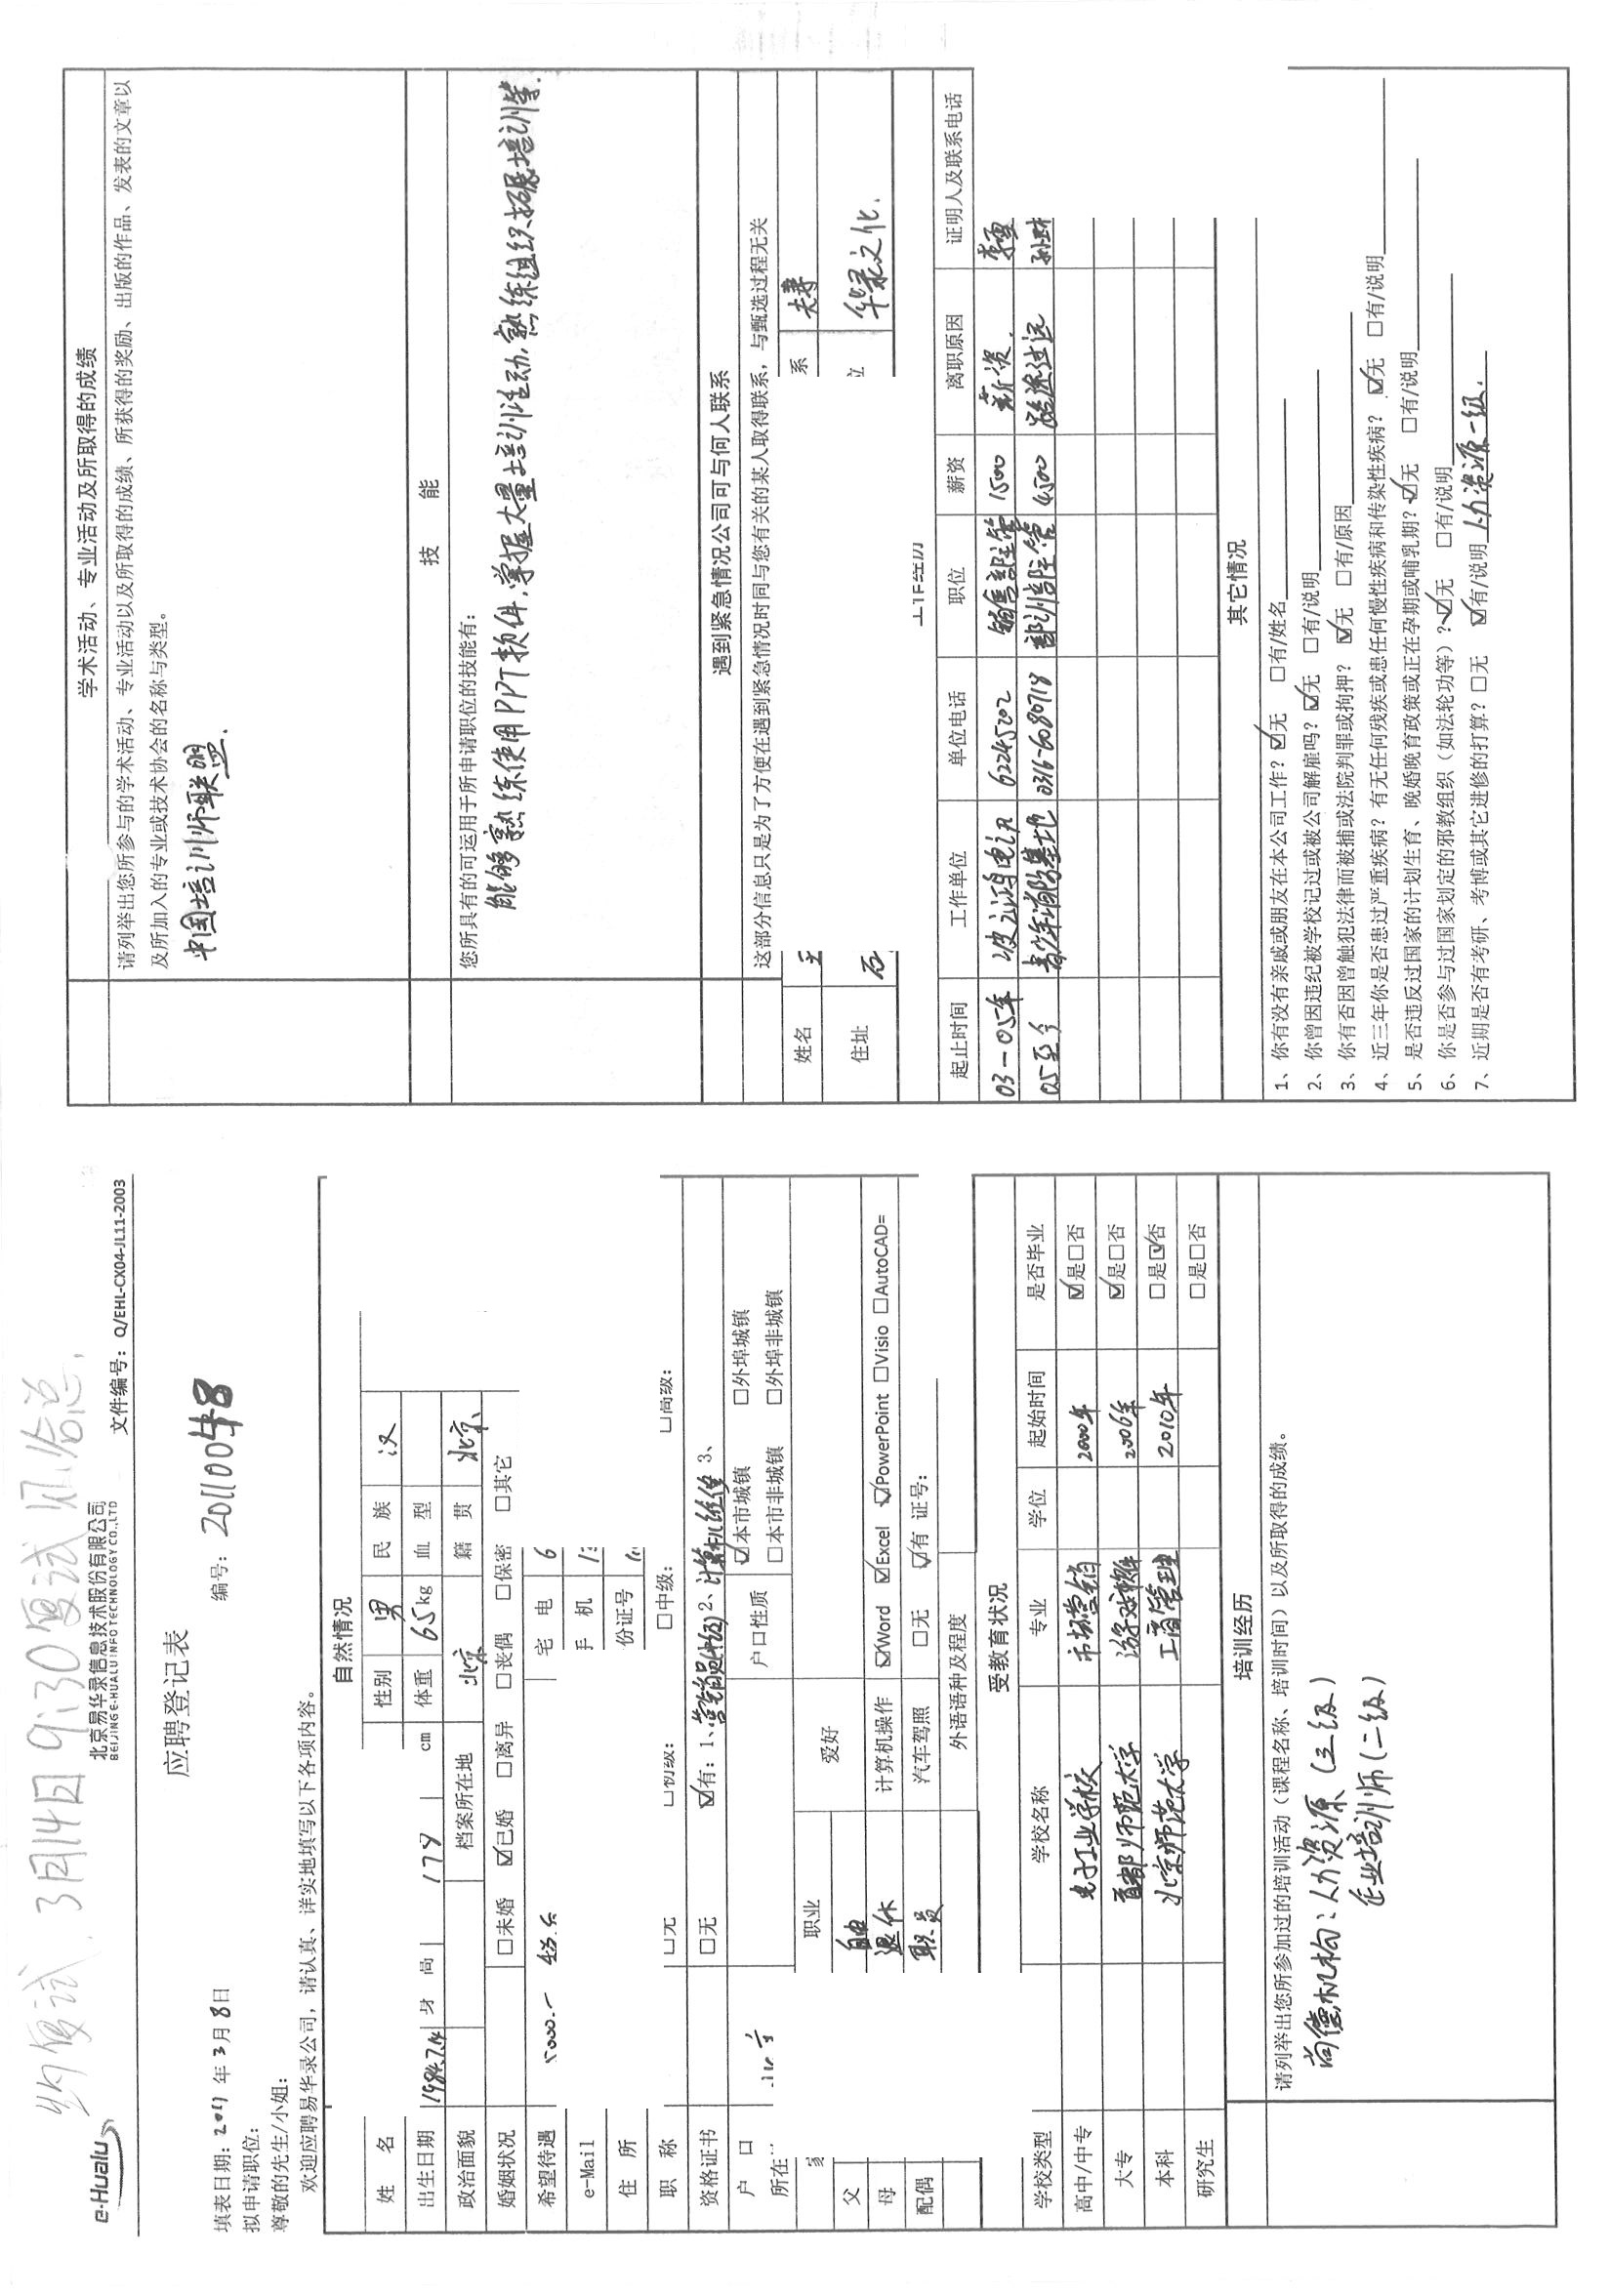 约复试. 3月14日 9:30复试 见
e-Hualu
北京易华录信息技术股份有限公司
BEIJING E-HUALU INFO TECHNOLOGY CO.,LTD
文件编号：Q/EHL-CX04-JL11-2003
应聘登记表
填表日期：2011 年 3月 8日
编号：
拟申请职位：
尊敬的先生/小姐：
欢迎应聘易华录公司，请认真、详实地填写以下各项内容。
自然情况
姓 名 性别 男 民 族 汉
出生日期 1984.7.14 身 高 178 cm 体重 65 kg 血 型
政治面貌 档案所在地 北京 籍 贯 北京
婚姻状况 □未婚 ☑已婚 □离异 □丧偶 □保密 □其它
希望待遇 5000.- 宅 电 6
e-Mail 手 机 13
住 所 份证号
职 称 □无 □初级： □中级： □高级：
资格证书 □无 ☑有：1、营销员(中级) 2、计算机维修 3、
户 口 户口性质 ☑本市城镇 □外埠城镇
所在 北京 □本市非城镇 □外埠非城镇
职业 爱好
父 自由
母 退休 计算机操作 ☑Word ☑Excel ☑PowerPoint □Visio □AutoCAD=
配偶 职员 汽车驾照 □无 ☑有 证号：
外语语种及程度
受教育状况
学校类型 学校名称 专业 学位 起始时间 是否毕业
高中/中专 电子工业学校 市场营销 2000年 ☑是□否
大专 首都师范大学 软件 2006年 ☑是□否
本科 北京师范大学 工商管理 2010年 □是☑否
研究生 □是□否
培训经历
请列举出您所参加过的培训活动（课程名称、培训时间）以及所取得的成绩。
尚德机构：人力资源（三级）
企业培训师（二级）
学术活动、专业活动及所取得的成绩
请列举出您所参与的学术活动、专业活动以及所取得的成绩、所获得的奖励、出版的作品、发表的文章以
及所加入的专业或技术协会的名称与类型。
中国培训师联盟.
技 能
您所具有的可运用于所申请职位的技能有：
能够熟练使用PPT软件，掌握大量培训活动，熟练组织拓展培训等.
遇到紧急情况公司可与何人联系
这部分信息只是为了方便在遇到紧急情况时同与您有关的某人取得联系，与甄选过程无关
姓名 王 系 夫妻
住址 石 位 华录文化.
工作经历
起止时间 工作单位 单位电话 职位 薪资 离职原因 证明人及联系电话
03－05年 鸿电讯 62245202 销售部主管 1500 薪资 李雪
05至今 青少年消防基地 0316-6080718 部训部主管 4500 路途过远 孙
其它情况
1、你有没有亲戚或朋友在本公司工作？☑无 □有/姓名
2、你曾因违纪被学校记过或被公司解雇吗？☑无 □有/说明
3、你有否因曾触犯法律而被捕或法院判罪或拘押？ ☑无 □有/原因
4、近三年你是否患过严重疾病？有无任何残疾或患任何慢性疾病和传染性疾病？ ☑无 □有/说明
5、是否违反过国家的计划生育、晚婚晚育政策或正在孕期或哺乳期？☑无 □有/说明
6、你是否参与过国家划定的邪教组织（如法轮功等）？☑无 □有/说明
7、近期是否有考研、考博或其它进修的打算？□无 ☑有/说明 人力资源一级.